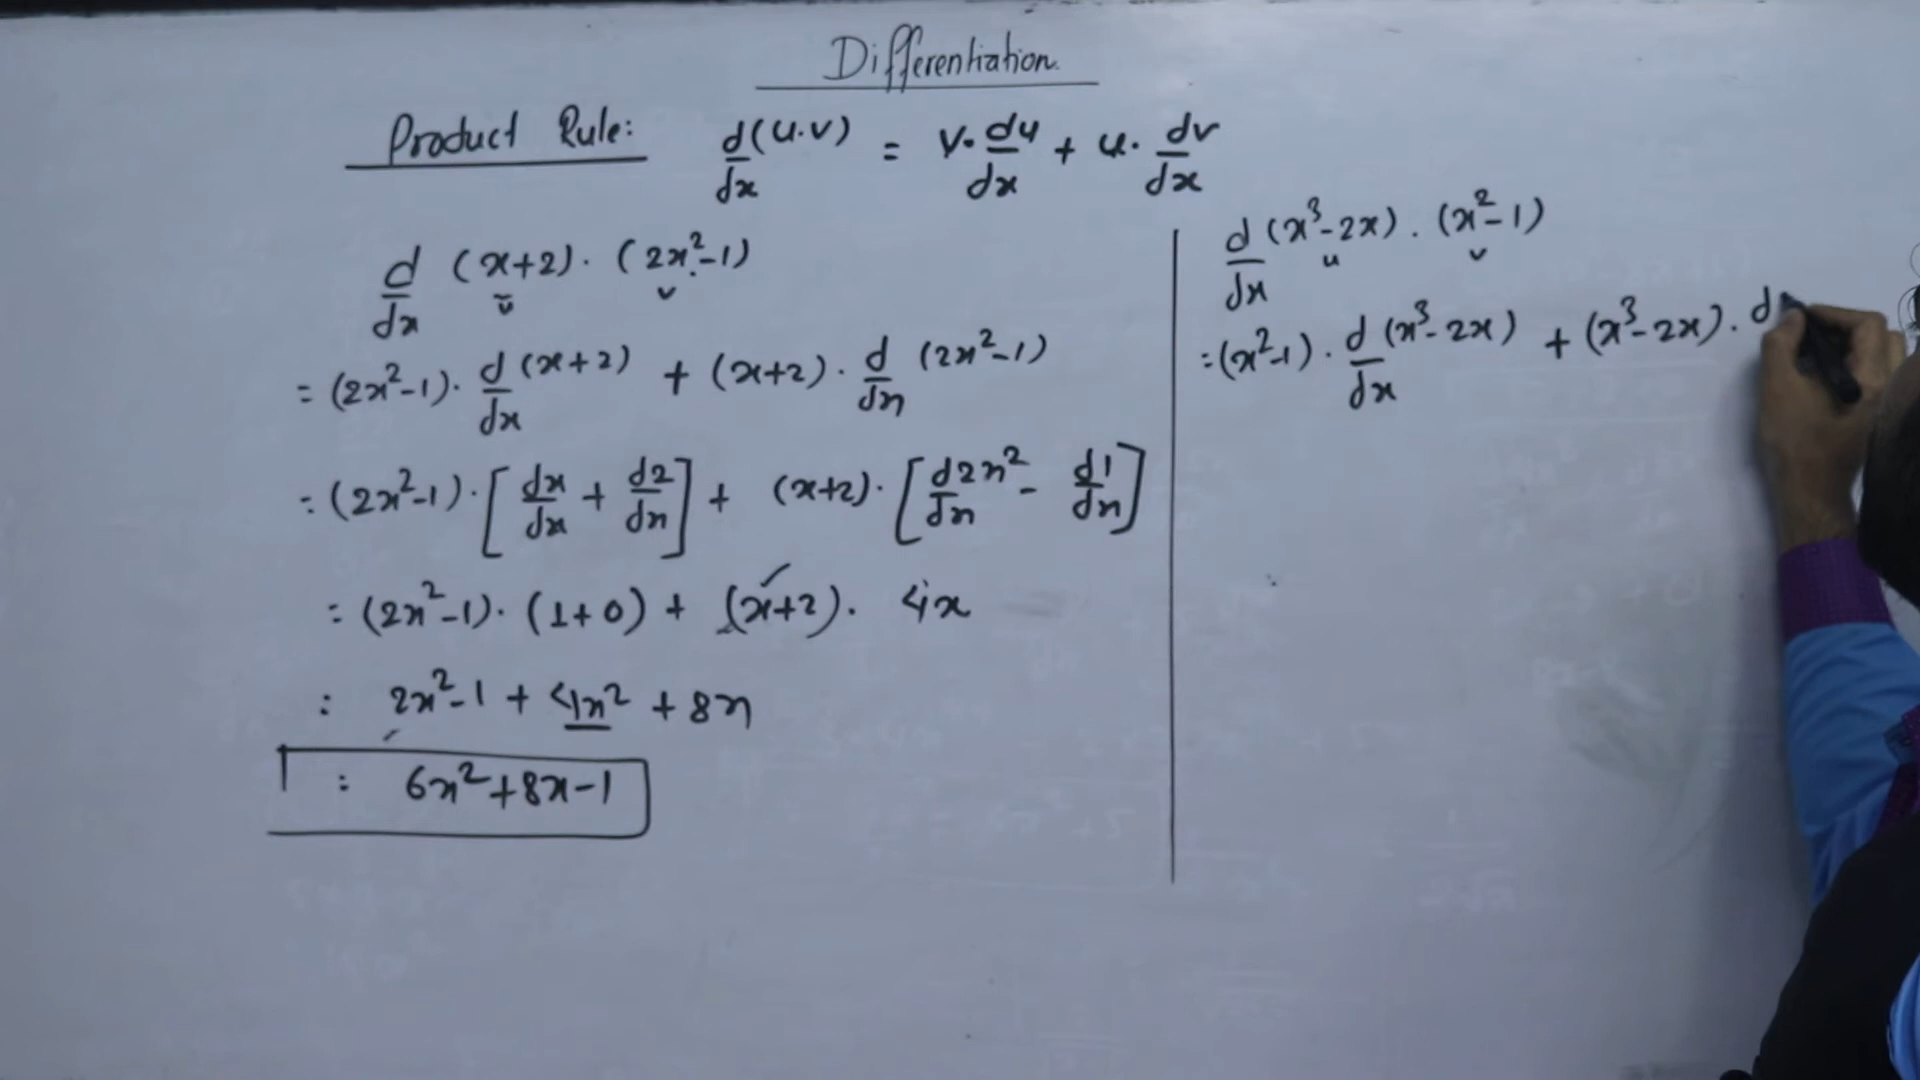 Differentiation.
Product Rule: d/dx (u.v) = v. du/dx + u. dv/dx
d/dx (x+2). (2x²-1)
u v
= (2x²-1). d/dx (x+2) + (x+2). d/dx (2x²-1)
= (2x²-1). [dx/dx + d2/dx] + (x+2). [d2x²/dx - d1/dx]
= (2x²-1). (1+0) + (x+2). 4x
: 2x²-1 + 4x² + 8x
: 6x²+8x-1
d/dx (x³-2x). (x²-1)
u v
= (x²-1). d/dx (x³-2x) + (x³-2x). d